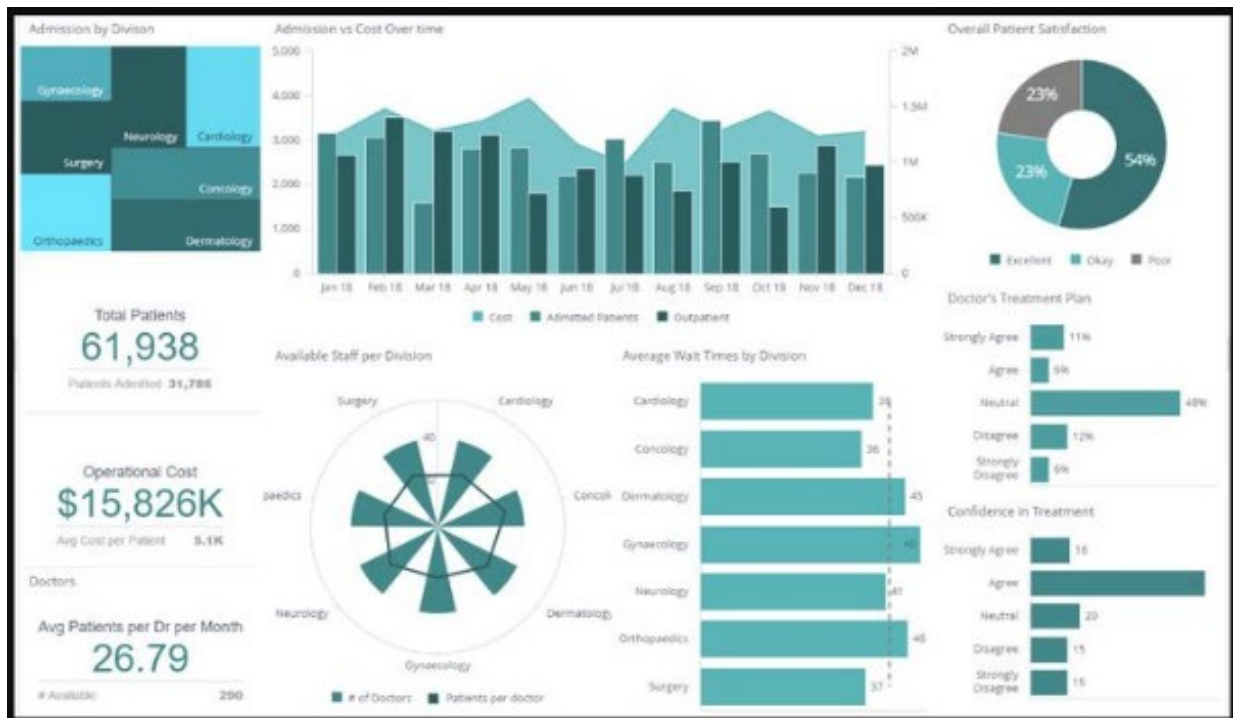 Admission by Divison
Gynaecology
Neurology
Cardiology
Surgery
Concology
Orthopaedics
Dermatology
Total Patients
61,938
Patients Admitted 31,786
Operational Cost
$15,826K
Avg Cost per Patient 5.1K
Doctors
Avg Patients per Dr per Month
26.79
# Available 290
Admission vs Cost Over time
5,000
4,000
3,000
2,000
1,000
0
2M
1.5M
1M
500K
0
Jan 18 Feb 18 Mar 18 Apr 18 May 18 Jun 18 Jul 18 Aug 18 Sep 18 Oct 18 Nov 18 Dec 18
Cost Admitted Patients Outpatient
Available Staff per Division
Surgery
Cardiology
40
paedics
Neurology
Dermatology
Gynaecology
# of Doctors Patients per doctor
Average Wait Times by Division
Cardiology 38
Concology 36
Dermatology 45
Gynaecology
Neurology 41
Orthopaedics 46
Surgery 37
Overall Patient Satisfaction
23%
23%
54%
Excellent Okay Poor
Doctor's Treatment Plan
Strongly Agree 11%
Agree 6%
Neutral 48%
Disagree 12%
Strongly
Disagree
6%
Confidence in Treatment
Strongly Agree 16
Agree
Neutral 20
Disagree 15
Strongly
Disagree
15